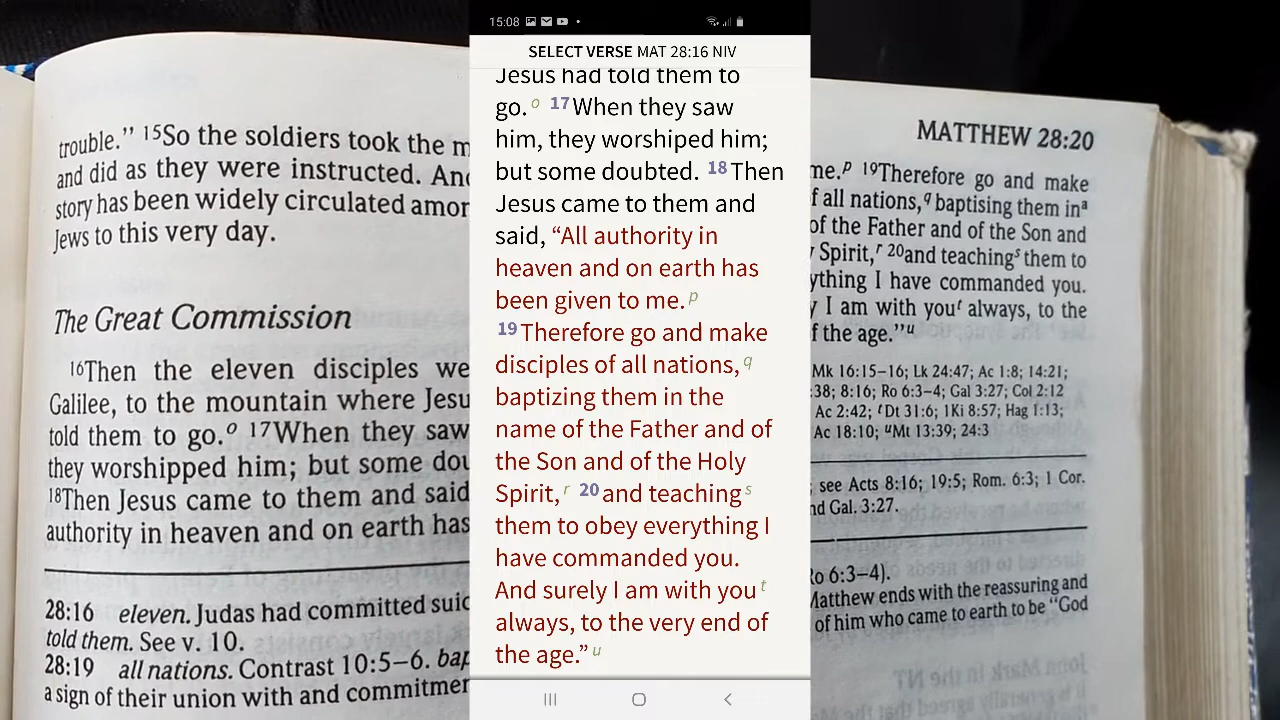 trouble.” 15So the soldiers took the m
and did as they were instructed. And
story has been widely circulated amor
Jews to this very day.
The Great Commission
16Then the eleven disciples we
Galilee, to the mountain where Jesu
told them to go.o 17When they saw
they worshipped him; but some dou
18Then Jesus came to them and said
authority in heaven and on earth has
28:16 eleven. Judas had committed suic
told them. See v. 10.
28:19 all nations. Contrast 10:5–6. bap
a sign of their union with and commitmen
15:08
SELECT VERSE MAT 28:16 NIV
Jesus had told them to
go. o 17 When they saw
him, they worshiped him;
but some doubted. 18 Then
Jesus came to them and
said, “All authority in
heaven and on earth has
been given to me. p
19 Therefore go and make
disciples of all nations, q
baptizing them in the
name of the Father and of
the Son and of the Holy
Spirit, r 20 and teaching s
them to obey everything I
have commanded you.
And surely I am with you t
always, to the very end of
the age.” u
MATTHEW 28:20
me.p 19Therefore go and make
f all nations,q baptising them ina
of the Father and of the Son and
Spirit,r 20and teachings them to
ything I have commanded you.
y I am with yout always, to the
f the age.”u
Mk 16:15–16; Lk 24:47; Ac 1:8; 14:21;
:38; 8:16; Ro 6:3–4; Gal 3:27; Col 2:12
Ac 2:42; tDt 31:6; 1Ki 8:57; Hag 1:13;
Ac 18:10; uMt 13:39; 24:3
; see Acts 8:16; 19:5; Rom. 6:3; 1 Cor.
nd Gal. 3:27.
Ro 6:3–4).
Matthew ends with the reassuring and
of him who came to earth to be “God